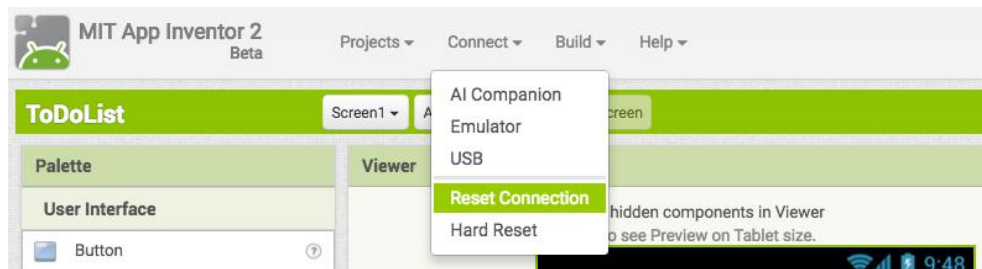 MIT App Inventor 2
Beta
Projects Connect Build Help
AI Companion
Emulator
USB
Reset Connection
Hard Reset
ToDoList
Screen1 A creen
Palette
Viewer
User Interface
hidden components in Viewer
o see Preview on Tablet size.
Button ?
9:48